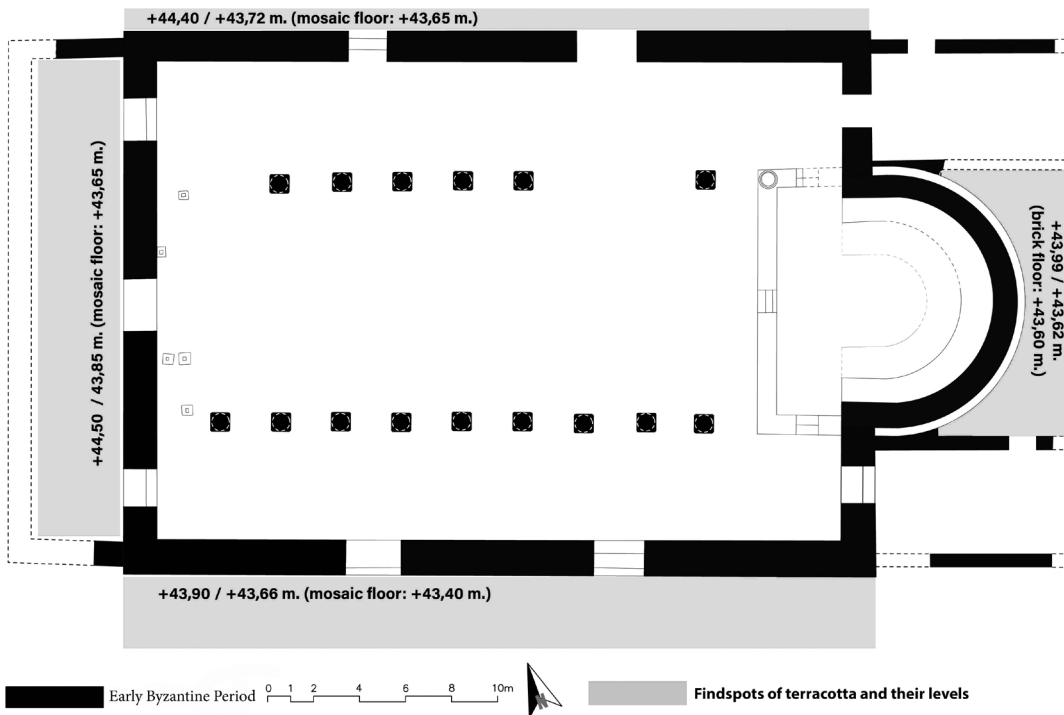 +44,40 / +43,72 m. (mosaic floor: +43,65 m.)
+44,50 / 43,85 m. (mosaic floor: +43,65 m.)
+43,99 / +43,62 m.
(brick floor: +43,60 m.)
+43,90 / +43,66 m. (mosaic floor: +43,40 m.)
Early Byzantine Period
0 1 2 4 6 8 10m
N
Findspots of terracotta and their levels